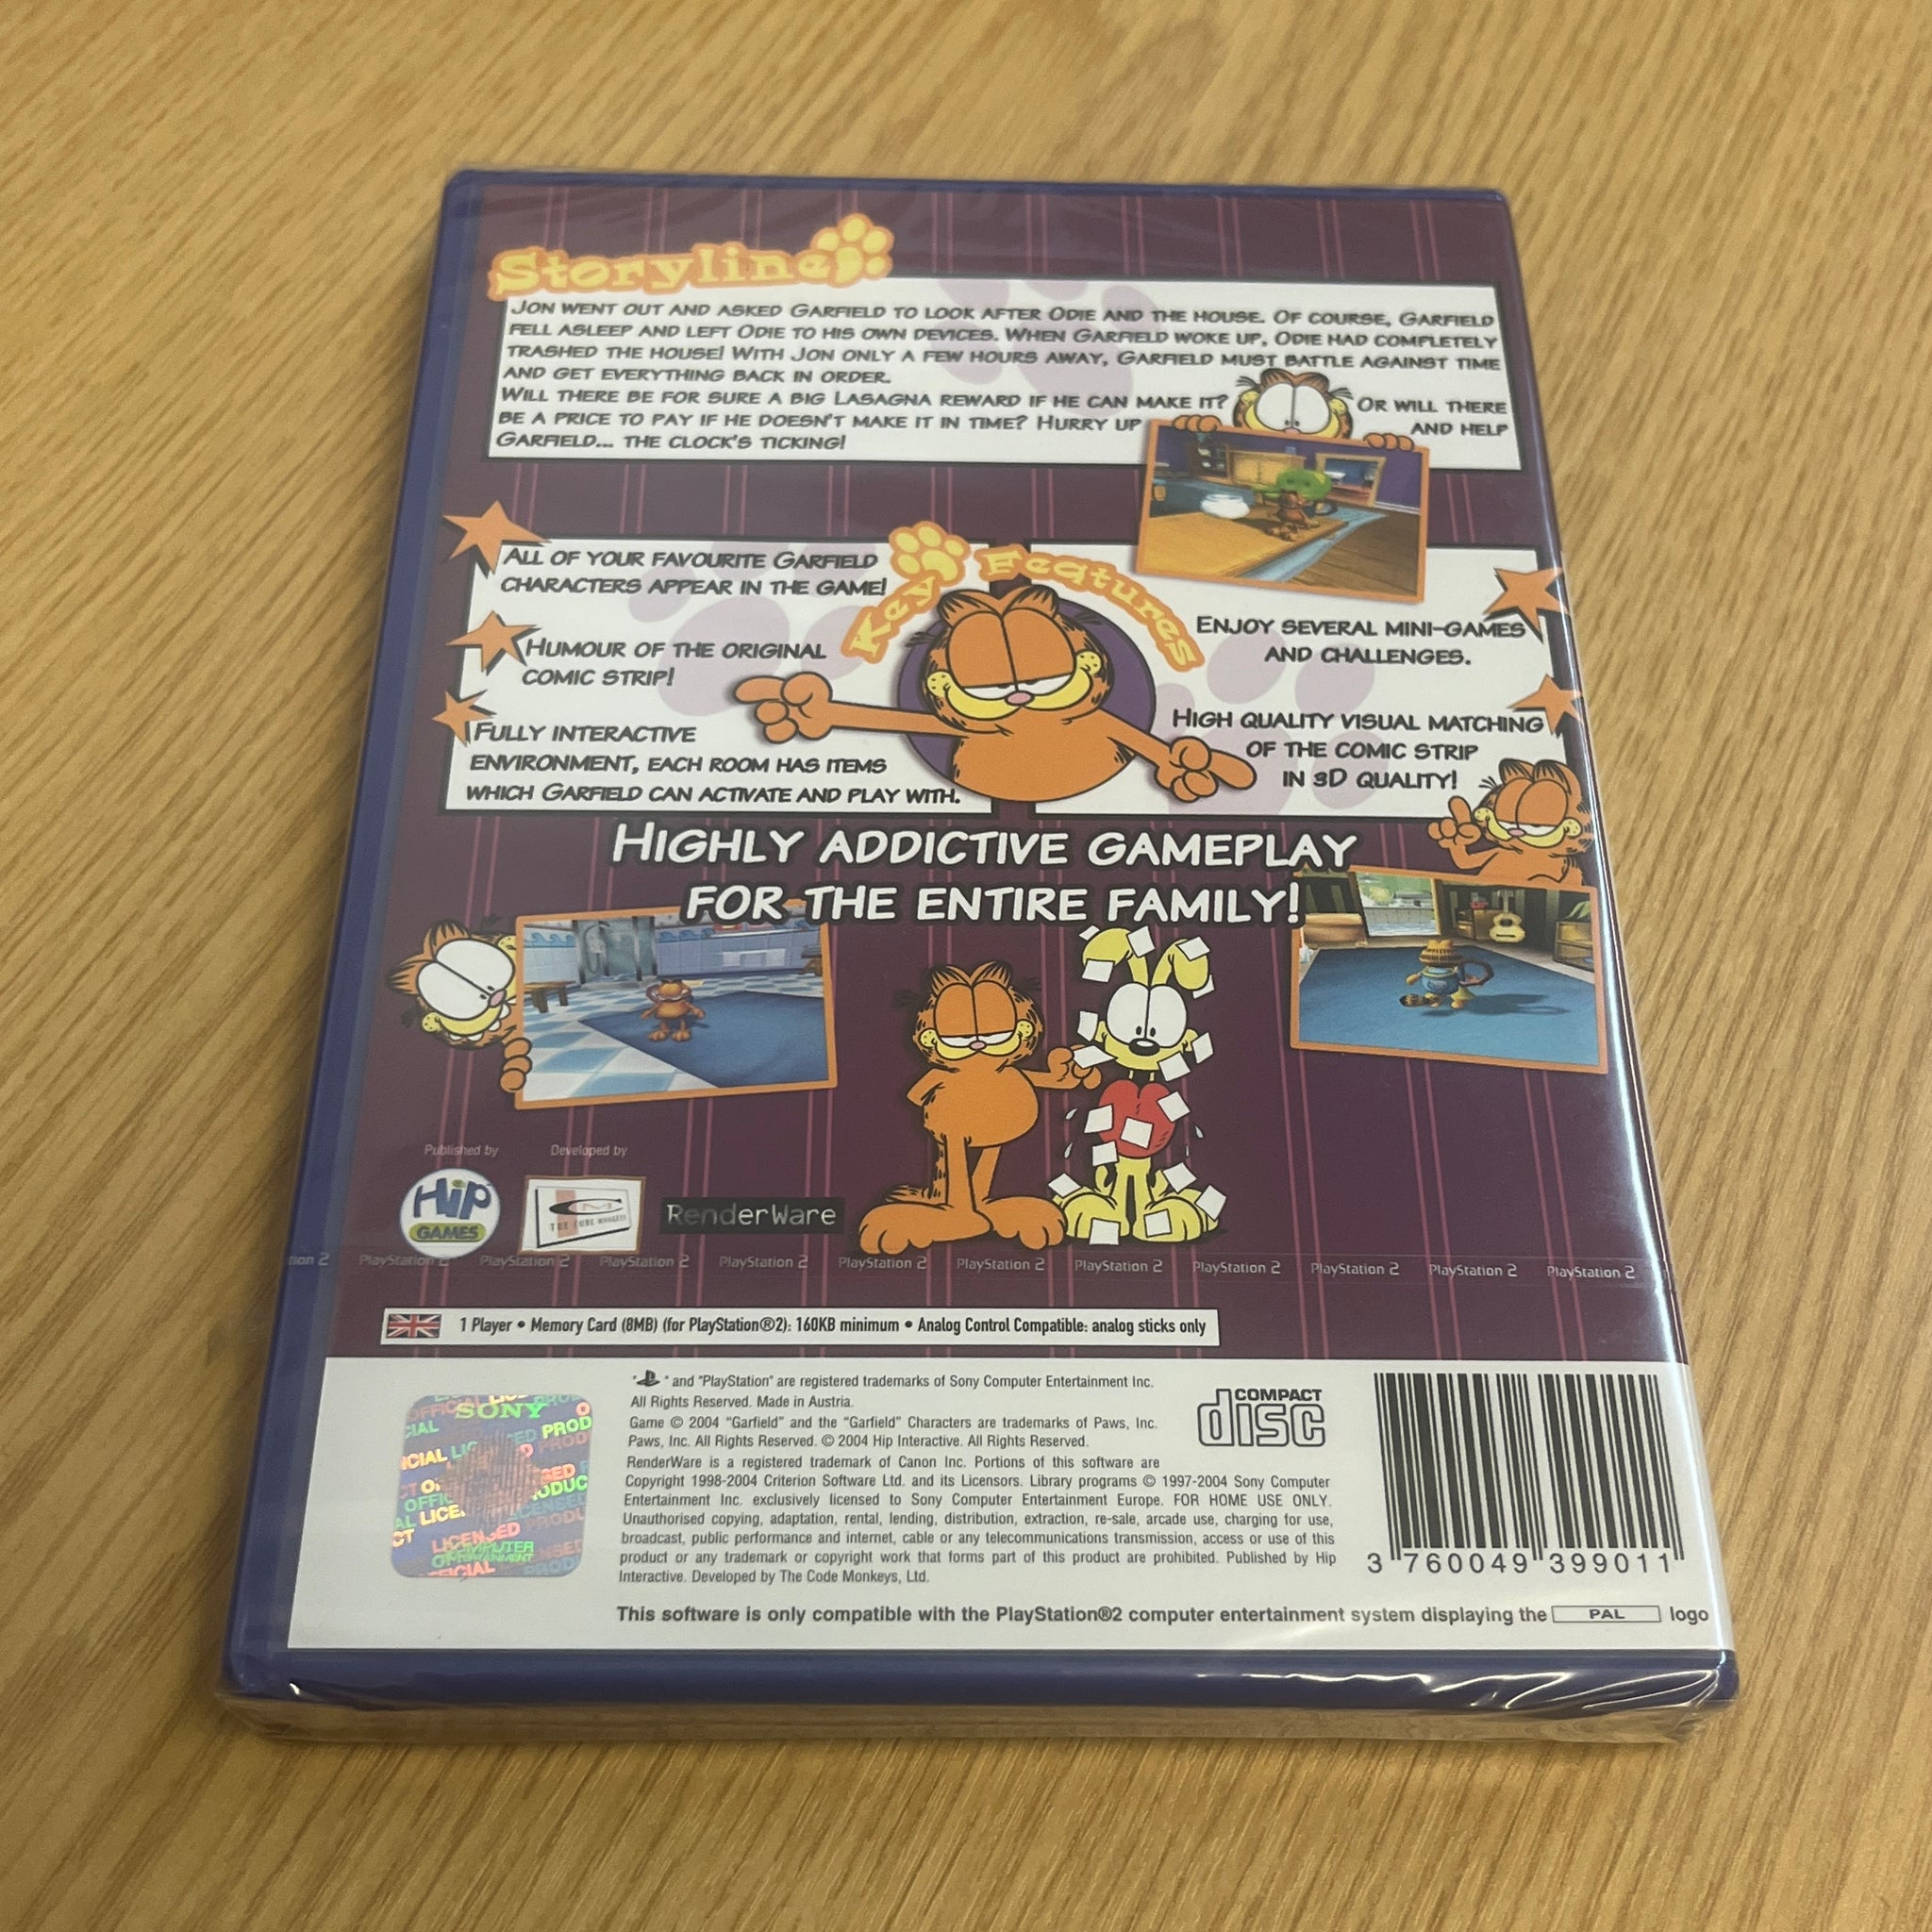 Storyline
JON WENT OUT AND ASKED GARFIELD TO LOOK AFTER ODIE AND THE HOUSE. OF COURSE, GARFIELD
FELL ASLEEP AND LEFT ODIE TO HIS OWN DEVICES. WHEN GARFIELD WOKE UP, ODIE HAD COMPLETELY
TRASHED THE HOUSE! WITH JON ONLY A FEW HOURS AWAY, GARFIELD MUST BATTLE AGAINST TIME
AND GET EVERYTHING BACK IN ORDER.
WILL THERE BE FOR SURE A BIG LASAGNA REWARD IF HE CAN MAKE IT? OR WILL THERE
BE A PRICE TO PAY IF HE DOESN'T MAKE IT IN TIME? HURRY UP AND HELP
GARFIELD... THE CLOCK'S TICKING!
Key Features
ALL OF YOUR FAVOURITE GARFIELD
CHARACTERS APPEAR IN THE GAME!
HUMOUR OF THE ORIGINAL
COMIC STRIP!
FULLY INTERACTIVE
ENVIRONMENT, EACH ROOM HAS ITEMS
WHICH GARFIELD CAN ACTIVATE AND PLAY WITH.
ENJOY SEVERAL MINI-GAMES
AND CHALLENGES.
HIGH QUALITY VISUAL MATCHING
OF THE COMIC STRIP
IN 3D QUALITY!
HIGHLY ADDICTIVE GAMEPLAY
FOR THE ENTIRE FAMILY!
Published by
Developed by
Hip
GAMES
THE CODE MONKEYS
RenderWare
tion 2 PlayStation 2 PlayStation 2 PlayStation 2 PlayStation 2 PlayStation 2 PlayStation 2 PlayStation 2 PlayStation 2 PlayStation 2 PlayStation 2 PlayStation 2
1 Player • Memory Card (8MB) (for PlayStation®2): 160KB minimum • Analog Control Compatible: analog sticks only
" " and "PlayStation" are registered trademarks of Sony Computer Entertainment Inc.
All Rights Reserved. Made in Austria.
Game © 2004 "Garfield" and the "Garfield" Characters are trademarks of Paws, Inc.
Paws, Inc. All Rights Reserved. © 2004 Hip Interactive. All Rights Reserved.
RenderWare is a registered trademark of Canon Inc. Portions of this software are
Copyright 1998-2004 Criterion Software Ltd. and its Licensors. Library programs © 1997-2004 Sony Computer
Entertainment Inc. exclusively licensed to Sony Computer Entertainment Europe. FOR HOME USE ONLY.
Unauthorised copying, adaptation, rental, lending, distribution, extraction, re-sale, arcade use, charging for use,
broadcast, public performance and internet, cable or any telecommunications transmission, access or use of this
product or any trademark or copyright work that forms part of this product are prohibited. Published by Hip
Interactive. Developed by The Code Monkeys, Ltd.
COMPACT
disc
3 760049 399011
SONY
This software is only compatible with the PlayStation®2 computer entertainment system displaying the PAL logo